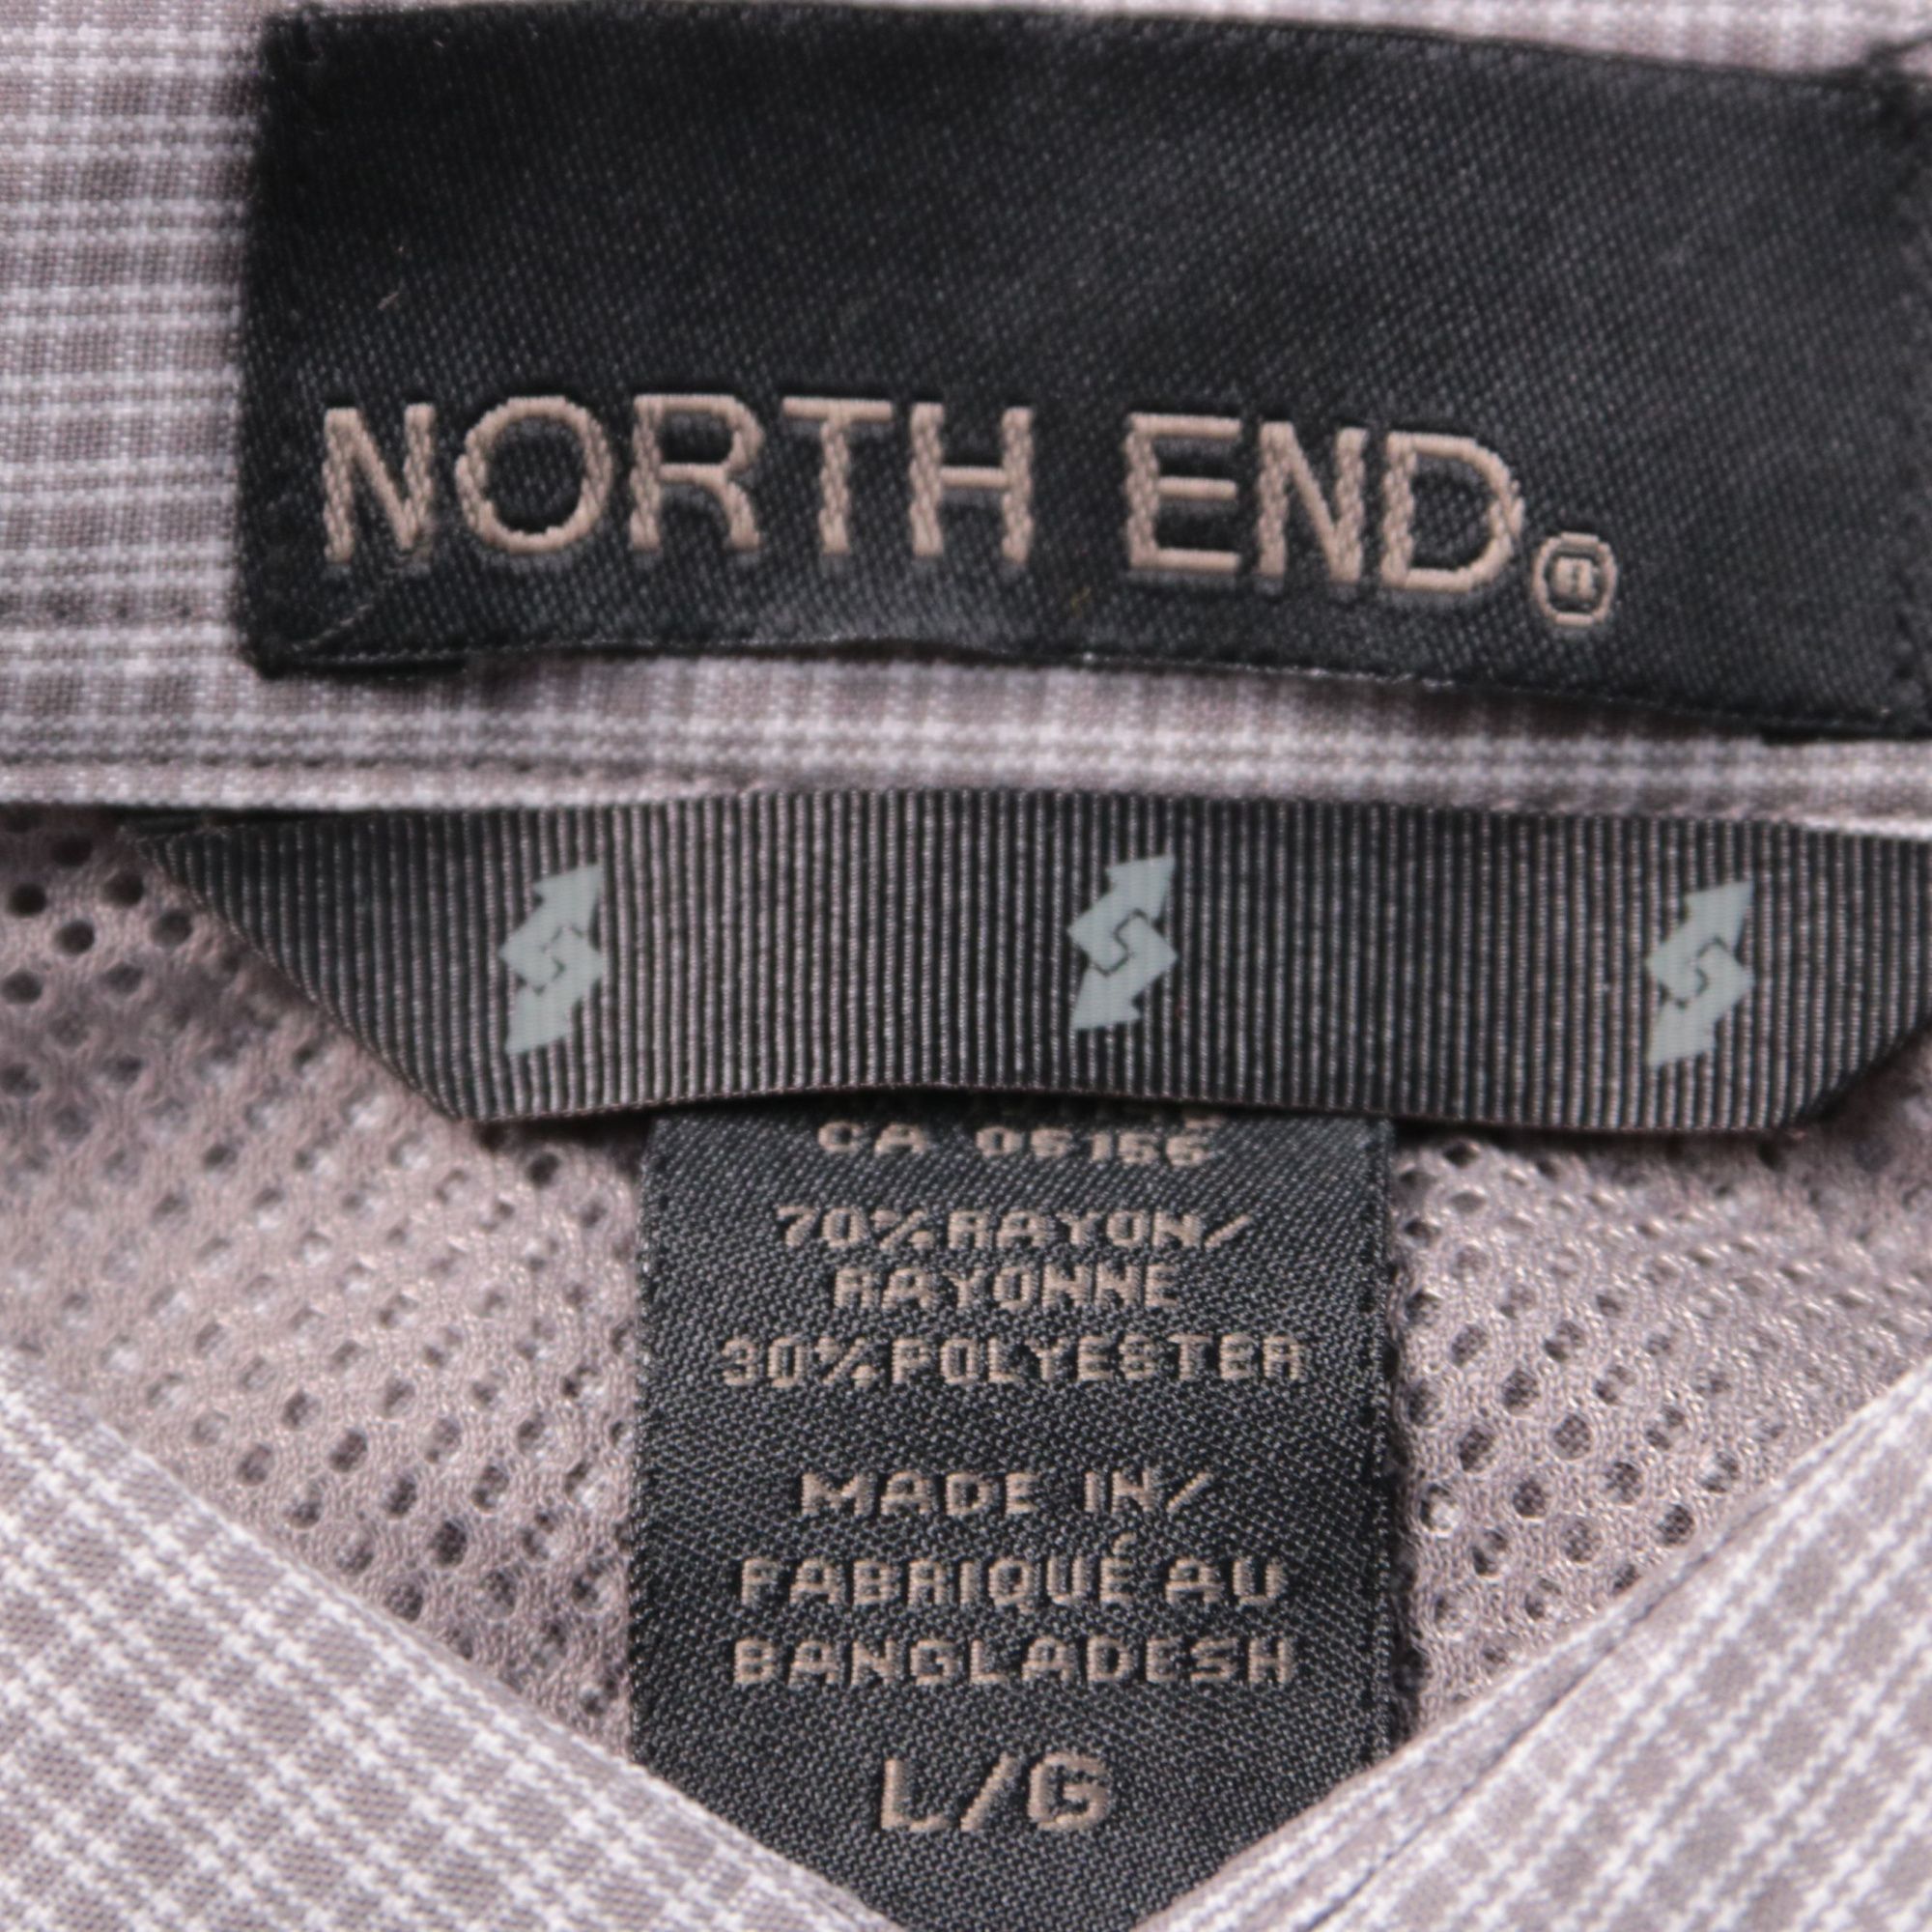 NORTH END®
CA 05156
70% RAYON/
RAYONNE
30% POLYESTER
MADE IN/
FABRIQUÉ AU
BANGLADESH
L/G